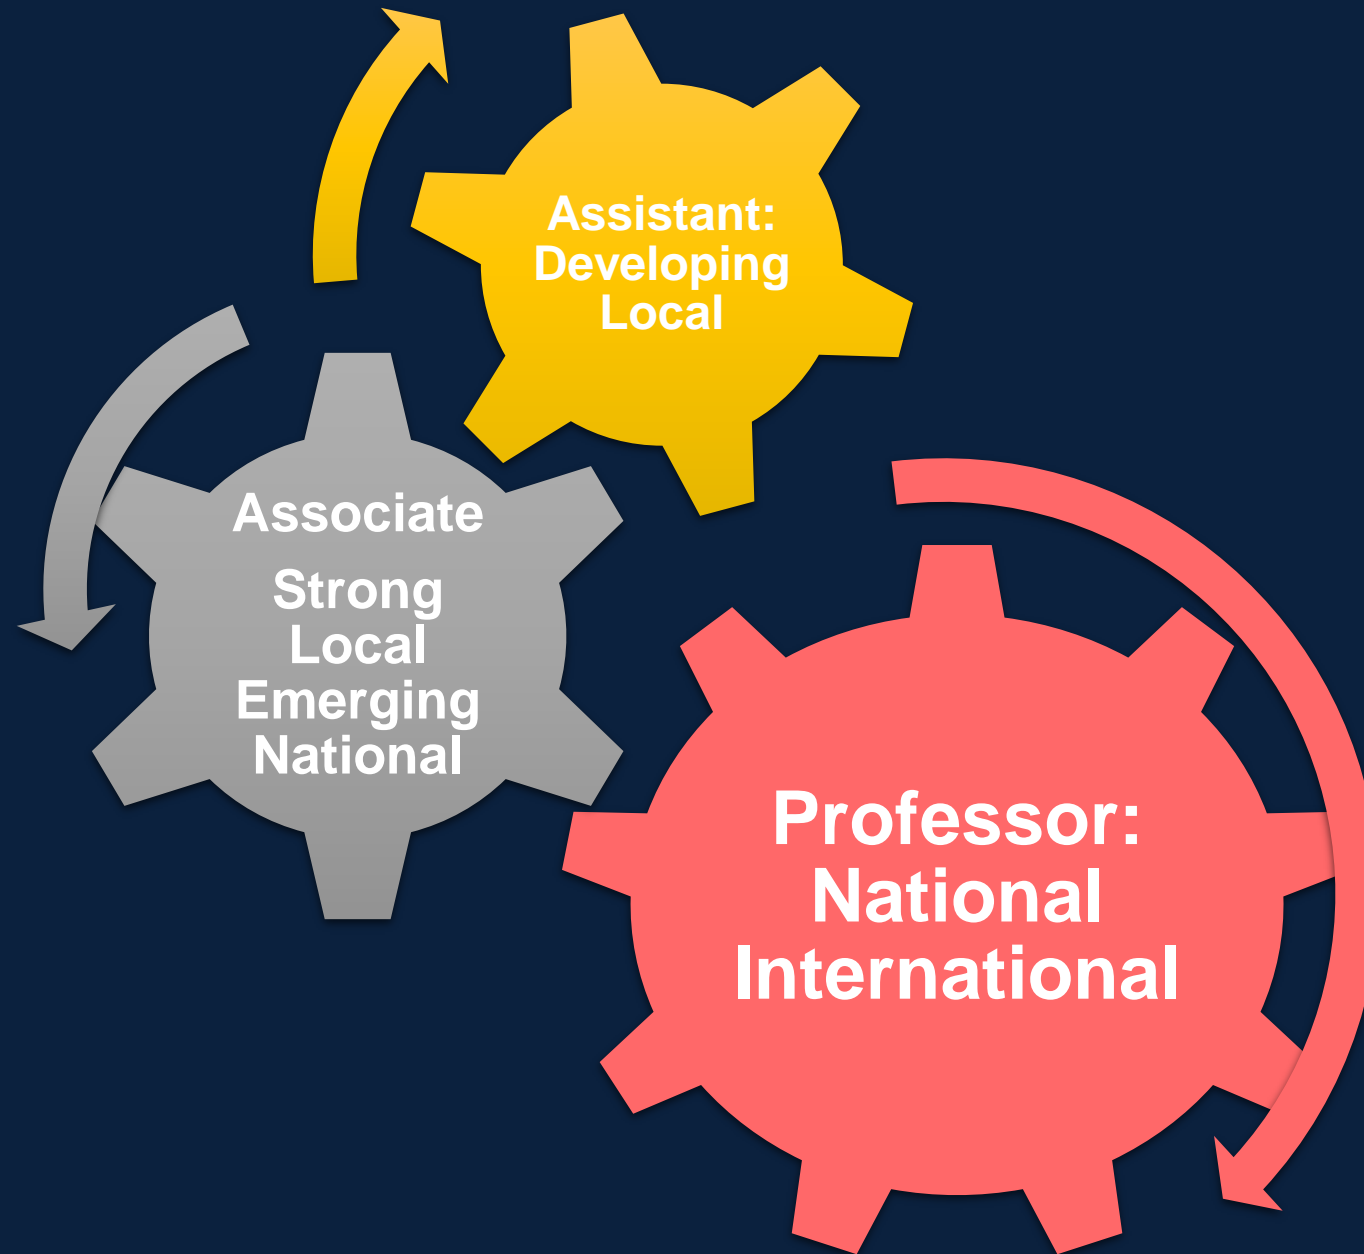 Assistant:
Developing
Local
Associate
Strong
Local
Emerging
National
Professor:
National
International